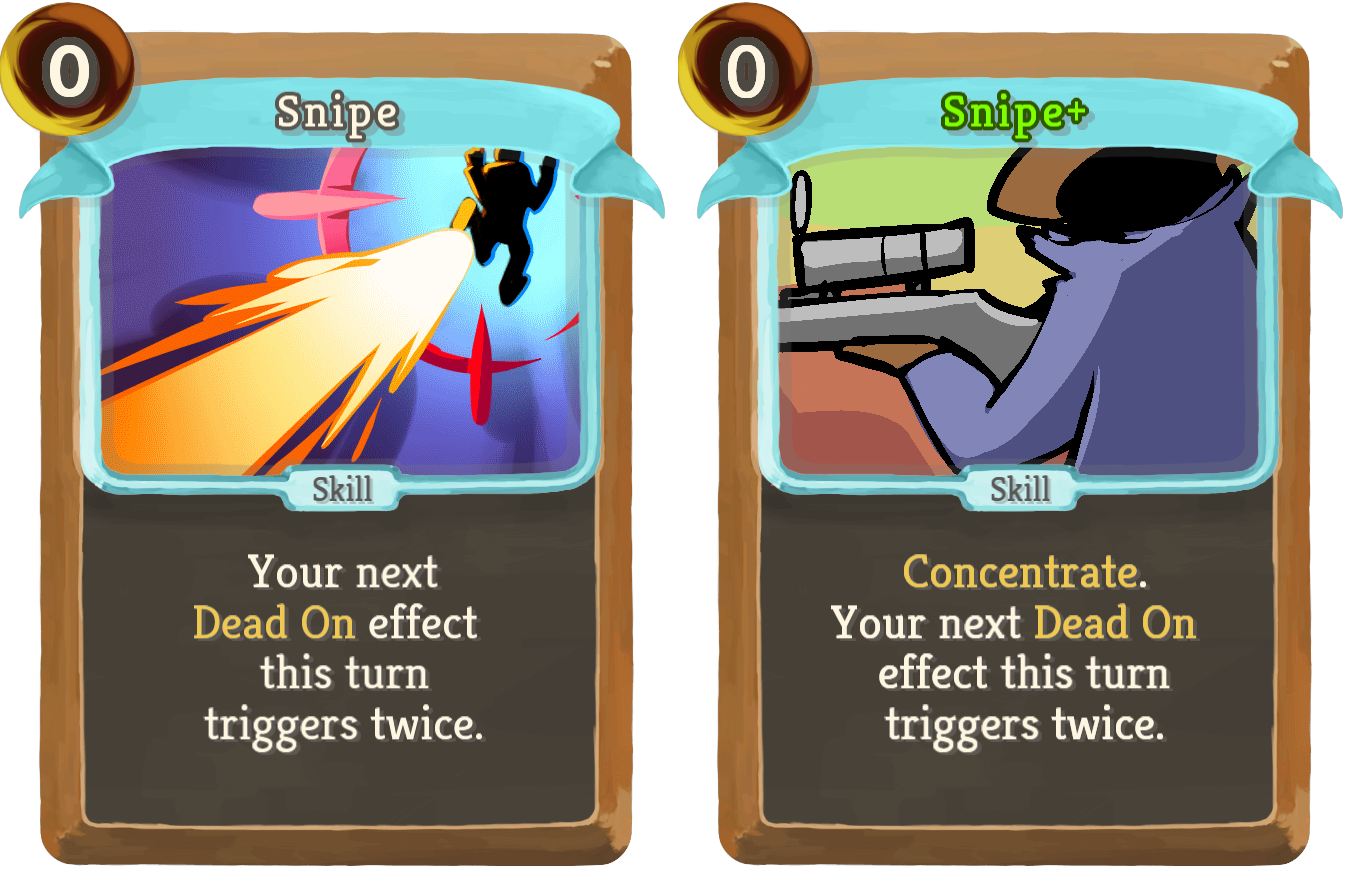 0
Snipe
Skill
Your next
Dead On effect
this turn
triggers twice.
0
Snipe+
Skill
Concentrate.
Your next Dead On
effect this turn
triggers twice.